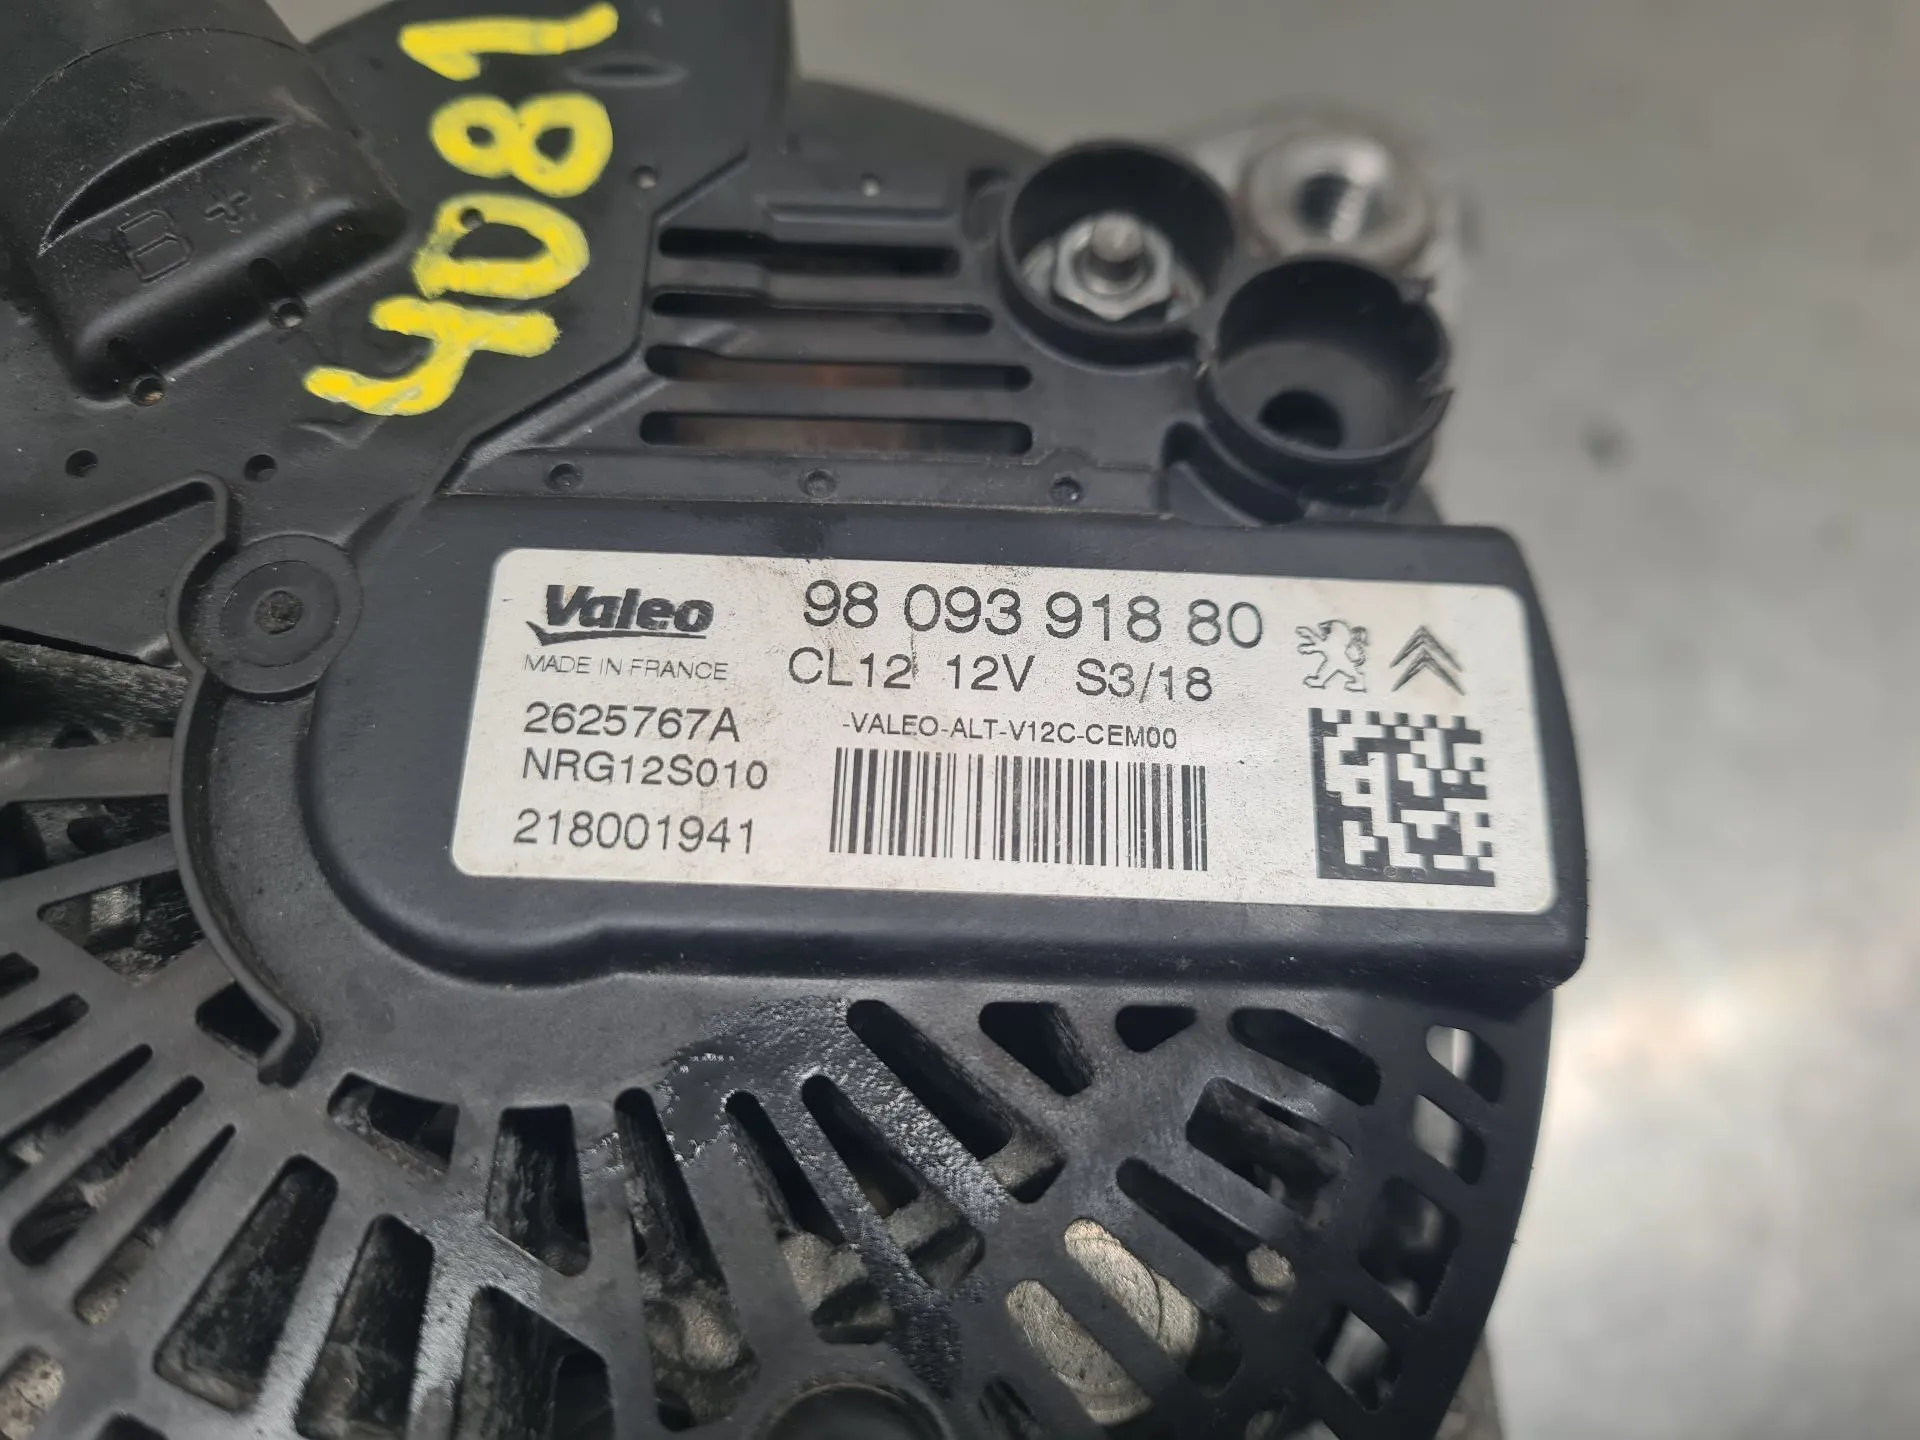 4081
B+
Valeo
MADE IN FRANCE
98 093 918 80
CL12 12V S3/18
2625767A
-VALEO-ALT-V12C-CEM00
NRG12S010
218001941